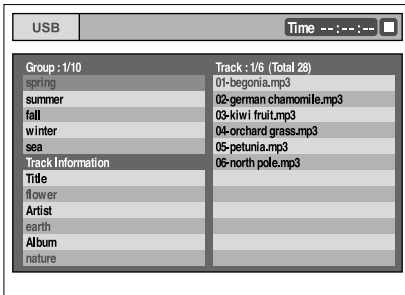 USB
Time --:--:--
Group : 1/10
spring
summer
fall
winter
sea
Track Information
Title
flower
Artist
earth
Album
nature
Track : 1/6 (Total 28)
01-begonia.mp3
02-german chamomile.mp3
03-kiwi fruit.mp3
04-orchard grass.mp3
05-petunia.mp3
06-north pole.mp3